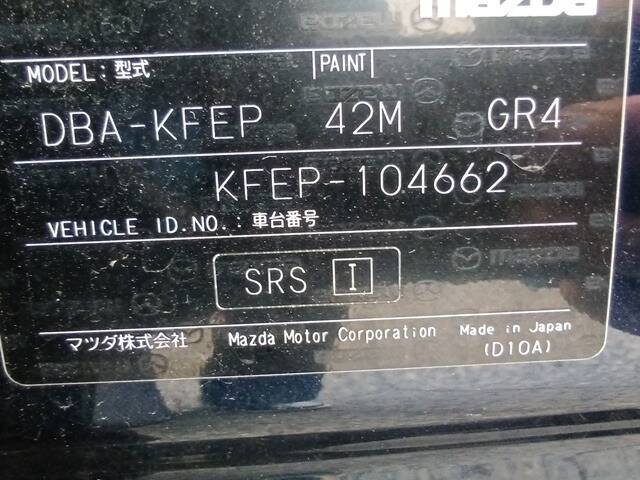 mazda
MODEL: 型式 PAINT
DBA-KFEP 42M GR4
KFEP-104662
VEHICLE ID.NO.: 車台番号
SRS I
マツダ株式会社 Mazda Motor Corporation Made in Japan
(D10A)